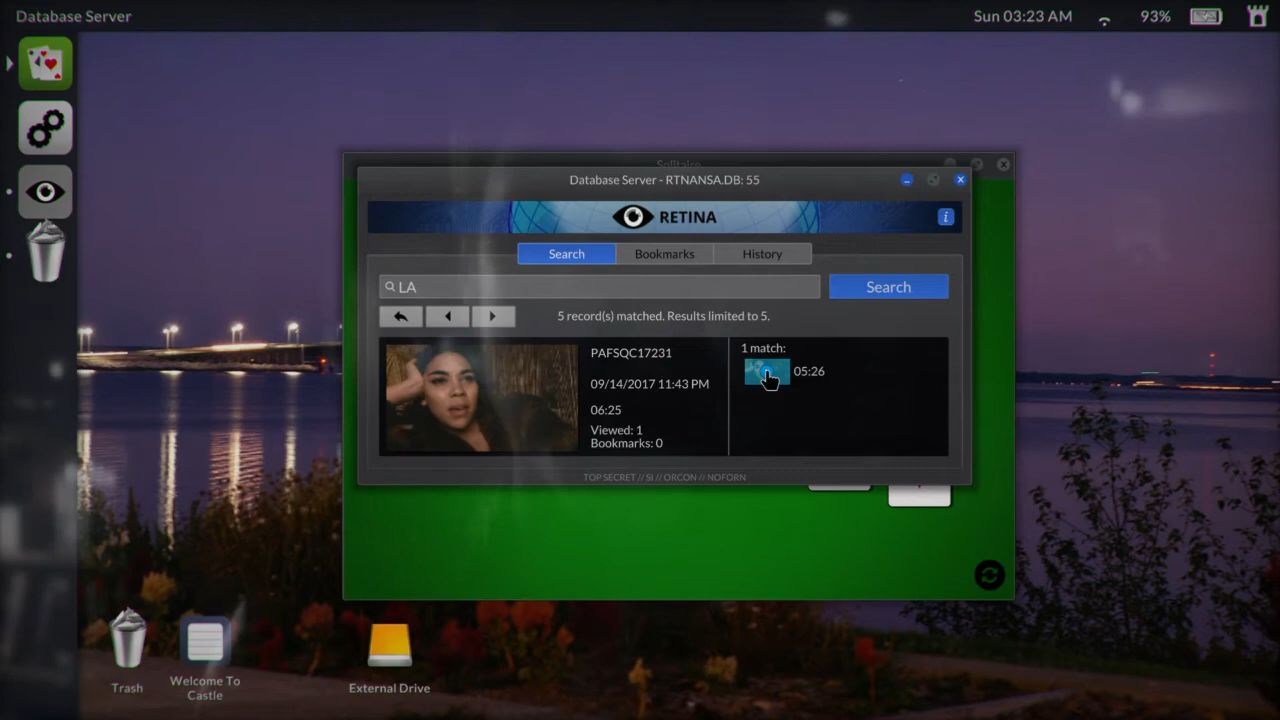 Database Server
Sun 03:23 AM
93%
Solitaire
Database Server - RTNANSA.DB: 55
RETINA
i
Search
Bookmarks
History
LA
Search
5 record(s) matched. Results limited to 5.
PAFSQC17231
09/14/2017 11:43 PM
06:25
Viewed: 1
Bookmarks: 0
1 match:
05:26
TOP SECRET // SI // ORCON // NOFORN
Trash
Welcome To
Castle
External Drive